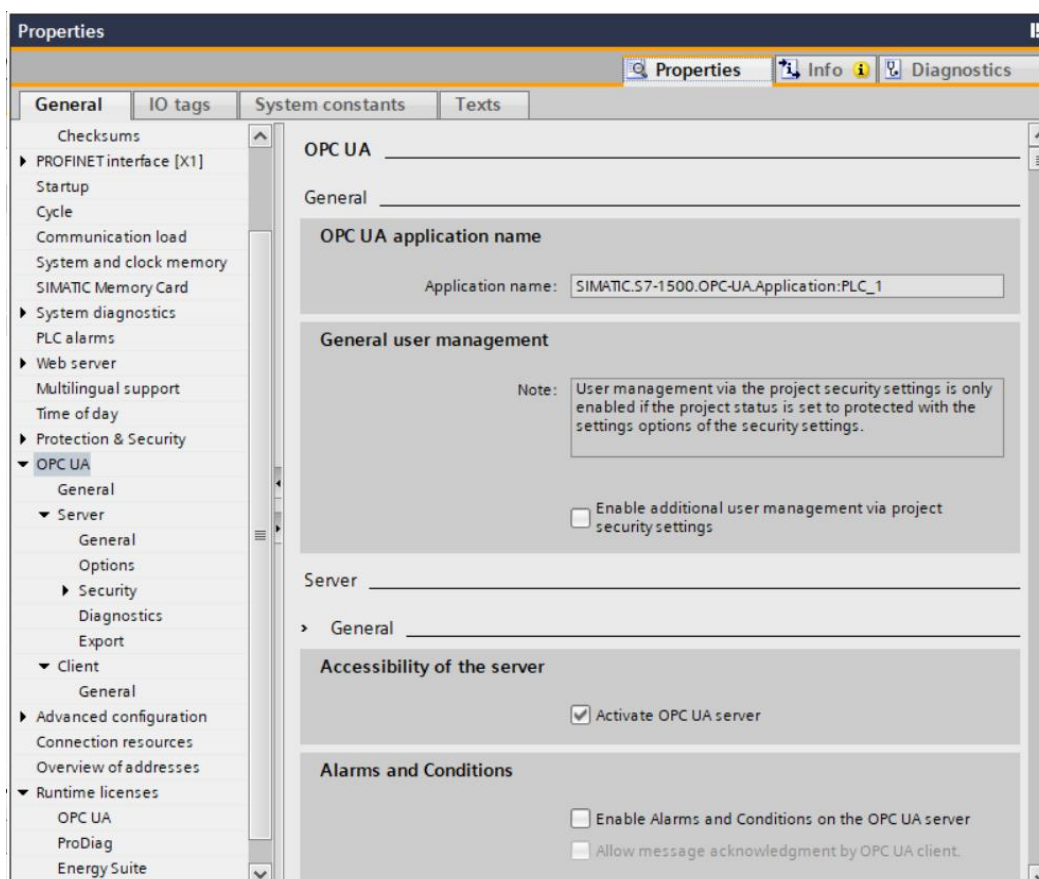 Properties
Properties
Info
Diagnostics
General
IO tags
System constants
Texts
Checksums
PROFINET interface [X1]
Startup
Cycle
Communication load
System and clock memory
SIMATIC Memory Card
System diagnostics
PLC alarms
Web server
Multilingual support
Time of day
Protection & Security
OPC UA
General
Server
General
Options
Security
Diagnostics
Export
Client
General
Advanced configuration
Connection resources
Overview of addresses
Runtime licenses
OPC UA
ProDiag
Energy Suite
OPC UA
General
OPC UA application name
Application name: SIMATIC.S7-1500.OPC-UA.Application:PLC_1
General user management
Note: User management via the project security settings is only
enabled if the project status is set to protected with the
settings options of the security settings.
Enable additional user management via project
security settings
Server
General
Accessibility of the server
Activate OPC UA server
Alarms and Conditions
Enable Alarms and Conditions on the OPC UA server
Allow message acknowledgment by OPC UA client.